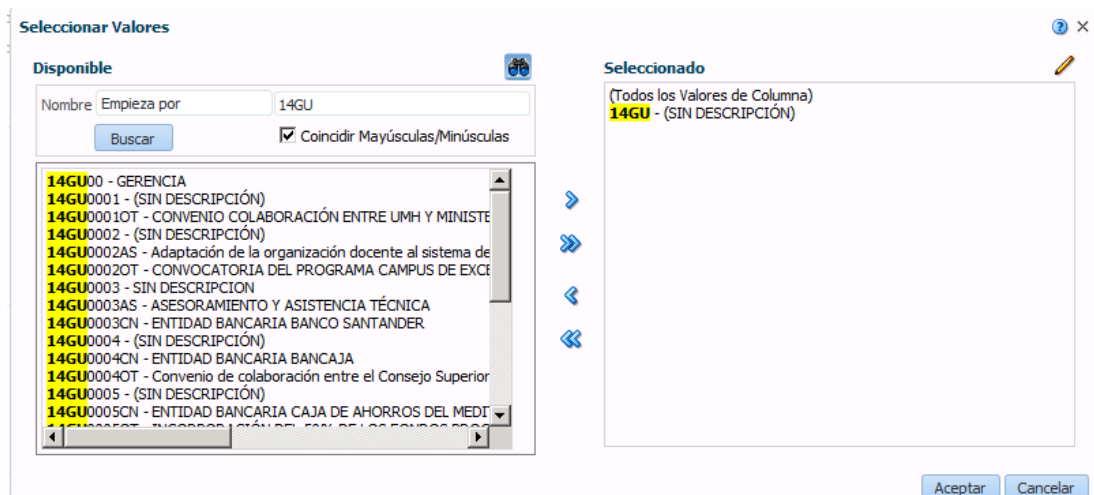 Seleccionar Valores
Disponible
Nombre Empieza por 14GU
Buscar Coincidir Mayúsculas/Minúsculas
14GU00 - GERENCIA
14GU0001 - (SIN DESCRIPCIÓN)
14GU0001OT - CONVENIO COLABORACIÓN ENTRE UMH Y MINISTE
14GU0002 - (SIN DESCRIPCIÓN)
14GU0002AS - Adaptación de la organización docente al sistema de
14GU0002OT - CONVOCATORIA DEL PROGRAMA CAMPUS DE EXCE
14GU0003 - SIN DESCRIPCION
14GU0003AS - ASESORAMIENTO Y ASISTENCIA TÉCNICA
14GU0003CN - ENTIDAD BANCARIA BANCO SANTANDER
14GU0004 - (SIN DESCRIPCIÓN)
14GU0004CN - ENTIDAD BANCARIA BANCAJA
14GU0004OT - Convenio de colaboración entre el Consejo Superior
14GU0005 - (SIN DESCRIPCIÓN)
14GU0005CN - ENTIDAD BANCARIA CAJA DE AHORROS DEL MEDIT
Seleccionado
(Todos los Valores de Columna)
14GU - (SIN DESCRIPCIÓN)
Aceptar Cancelar